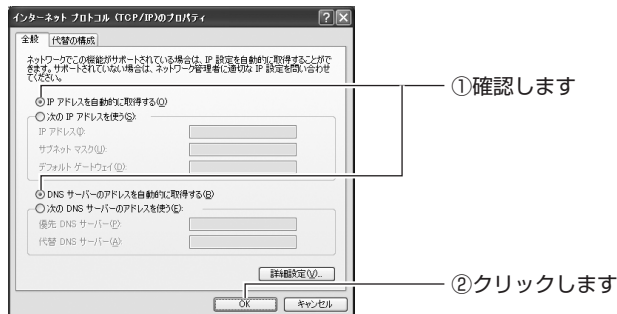 インターネット プロトコル (TCP/IP)のプロパティ
全般 代替の構成
ネットワークでこの機能がサポートされている場合は、IP 設定を自動的に取得することがで
きます。サポートされていない場合は、ネットワーク管理者に適切な IP 設定を問い合わせ
てください。
①確認します
IP アドレスを自動的に取得する(O)
次の IP アドレスを使う(S):
IP アドレス(I):
サブネット マスク(U):
デフォルト ゲートウェイ(D):
DNS サーバーのアドレスを自動的に取得する(B)
次の DNS サーバーのアドレスを使う(E):
優先 DNS サーバー(P):
代替 DNS サーバー(A):
詳細設定(V)...
②クリックします
OK キャンセル